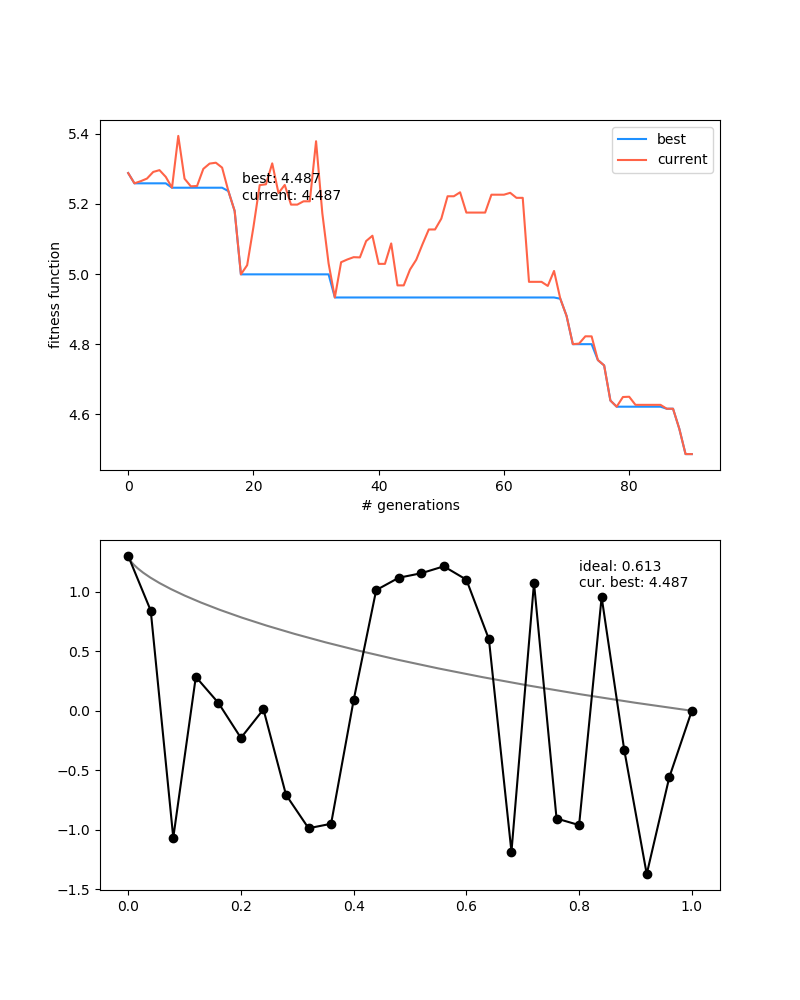 5.4
5.2
5.0
4.8
4.6
fitness function
best
current
best: 4.487
current: 4.487
0 20 40 60 80
# generations
1.0
0.5
0.0
−0.5
−1.0
−1.5
ideal: 0.613
cur. best: 4.487
0.0 0.2 0.4 0.6 0.8 1.0